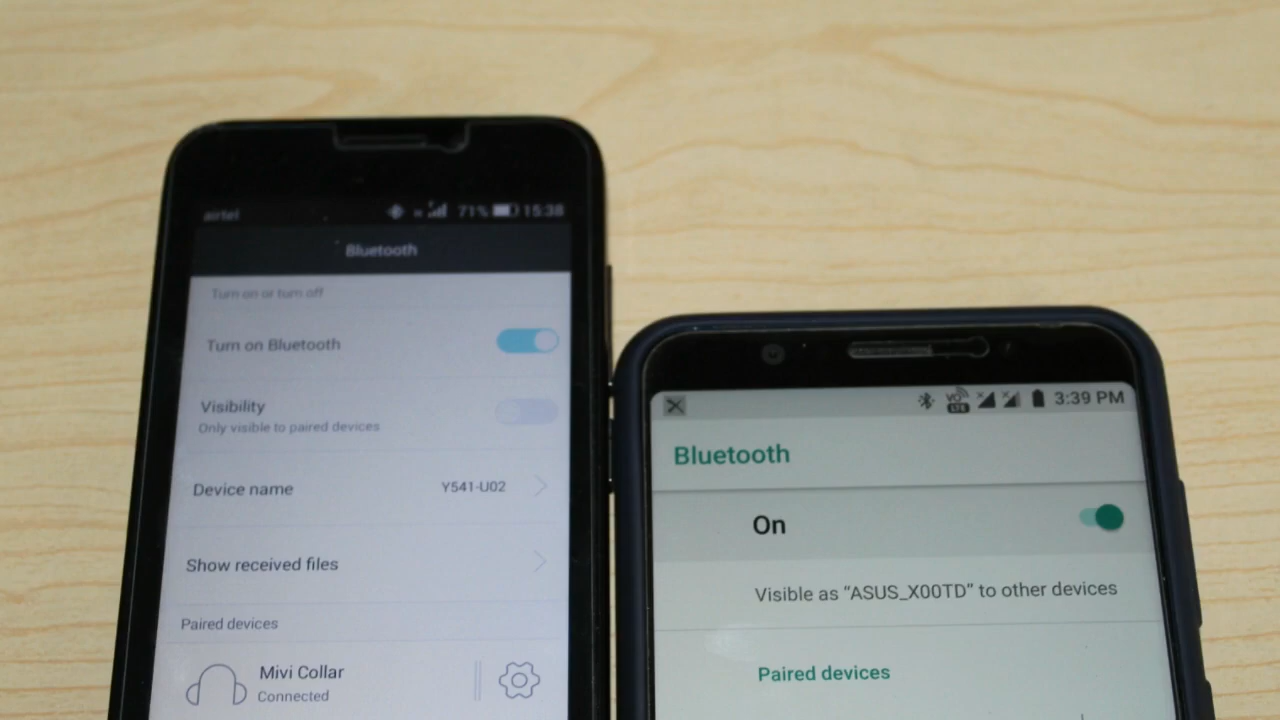 airtel
71% 15:38
Bluetooth
Turn on or turn off
Turn on Bluetooth
Visibility
Only visible to paired devices
Device name Y541-U02
Show received files
Paired devices
Mivi Collar
Connected
VO LTE 3:39 PM
Bluetooth
On
Visible as “ASUS_X00TD” to other devices
Paired devices